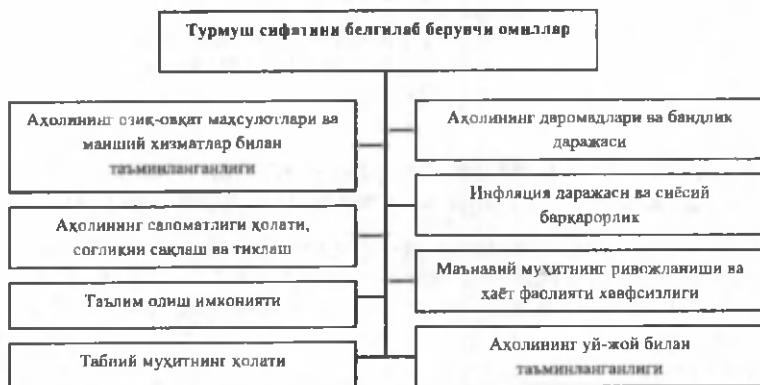 Турмуш сифатини белгилаб берувчи омиллар
Аҳолининг озиқ-овқат маҳсулотлари ва
маиший хизматлар билан
таъминланганлиги
Аҳолининг даромадлари ва бандлик
даражаси
Инфляция даражаси ва сиёсий
барқарорлик
Аҳолининг саломатлиги ҳолати,
соғлиқни сақлаш ва тиклаш
Маънавий муҳитнинг ривожланиши ва
ҳаёт фаолияти хавфсизлиги
Таълим олиш имконияти
Табиий муҳитнинг ҳолати
Аҳолининг уй-жой билан
таъминланганлиги